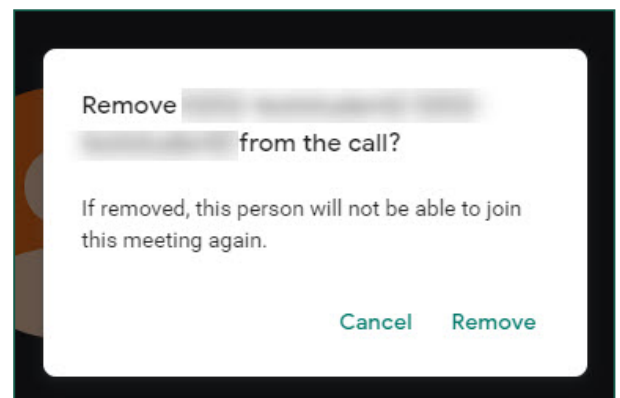 Remove
from the call?
If removed, this person will not be able to join
this meeting again.
Cancel Remove